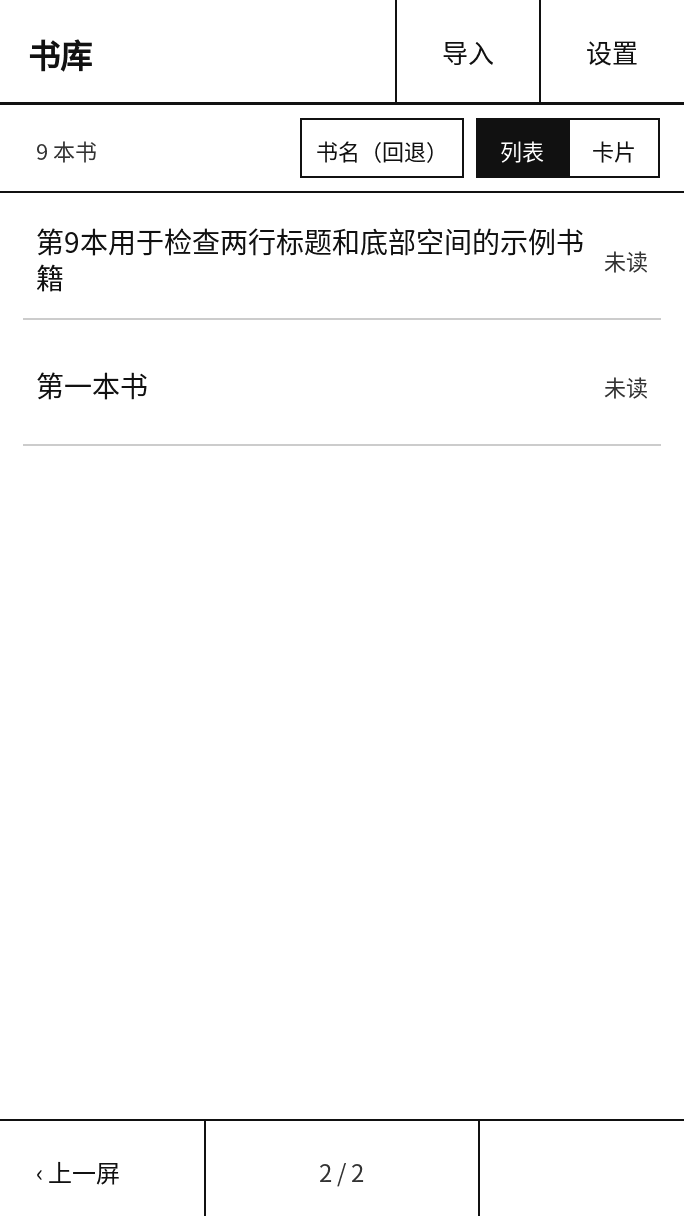 书库
导入
设置
9 本书
书名（回退）
列表
卡片
第9本用于检查两行标题和底部空间的示例书
籍
未读
第一本书
未读
‹ 上一屏
2 / 2